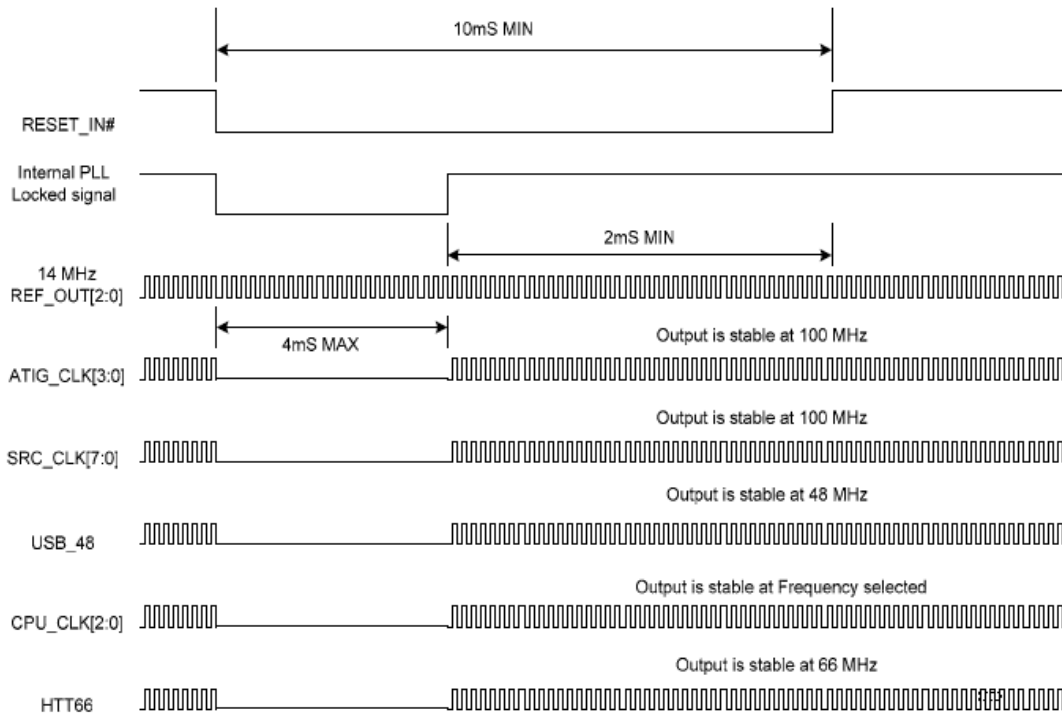 10mS MIN
RESET_IN#
Internal PLL
Locked signal
2mS MIN
14 MHz
REF_OUT[2:0]
4mS MAX
Output is stable at 100 MHz
ATIG_CLK[3:0]
Output is stable at 100 MHz
SRC_CLK[7:0]
Output is stable at 48 MHz
USB_48
Output is stable at Frequency selected
CPU_CLK[2:0]
Output is stable at 66 MHz
HTT66